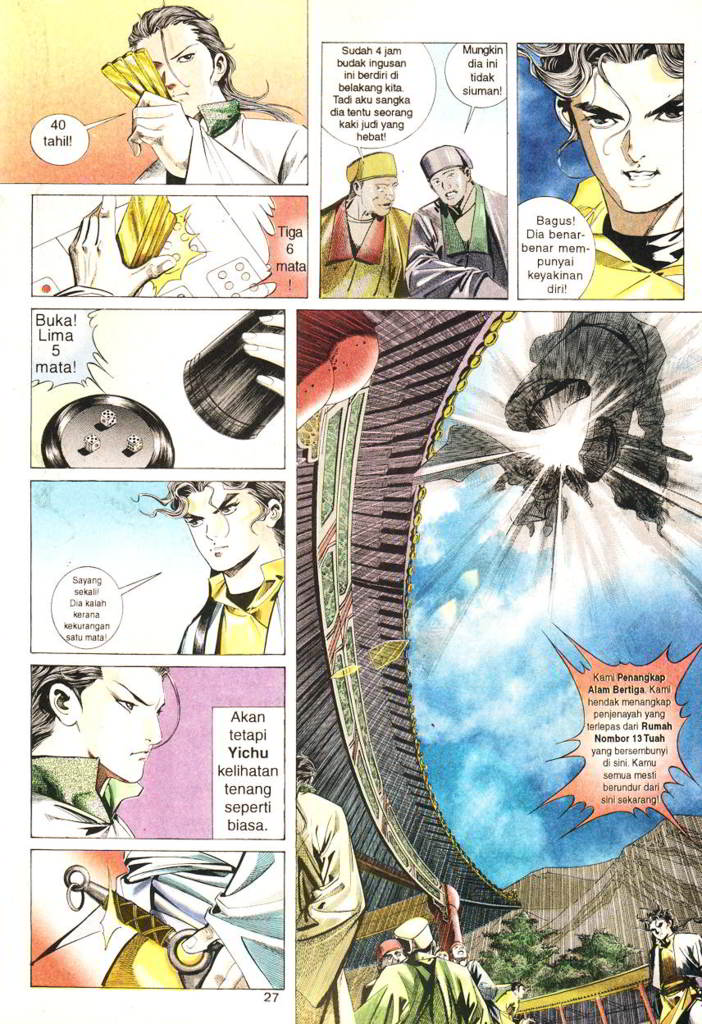 40
tahil!
Sudah 4 jam
budak ingusan
ini berdiri di
belakang kita.
Tadi aku sangka
dia tentu seorang
kaki judi yang
hebat!
Mungkin
dia ini
tidak
siuman!
Bagus!
Dia benar-
benar mem-
punyai
keyakinan
diri!
Tiga
6
mata
!
Buka!
Lima
5
mata!
Sayang
sekali!
Dia kalah
kerana
kekurangan
satu mata!
Akan
tetapi
Yichu
kelihatan
tenang
seperti
biasa.
Kami Penangkap
Alam Bertiga. Kami
hendak menangkap
penjenayah yang
terlepas dari Rumah
Nombor 13 Tuah
yang bersembunyi
di sini. Kamu
semua mesti
berundur dari
sini sekarang!
27